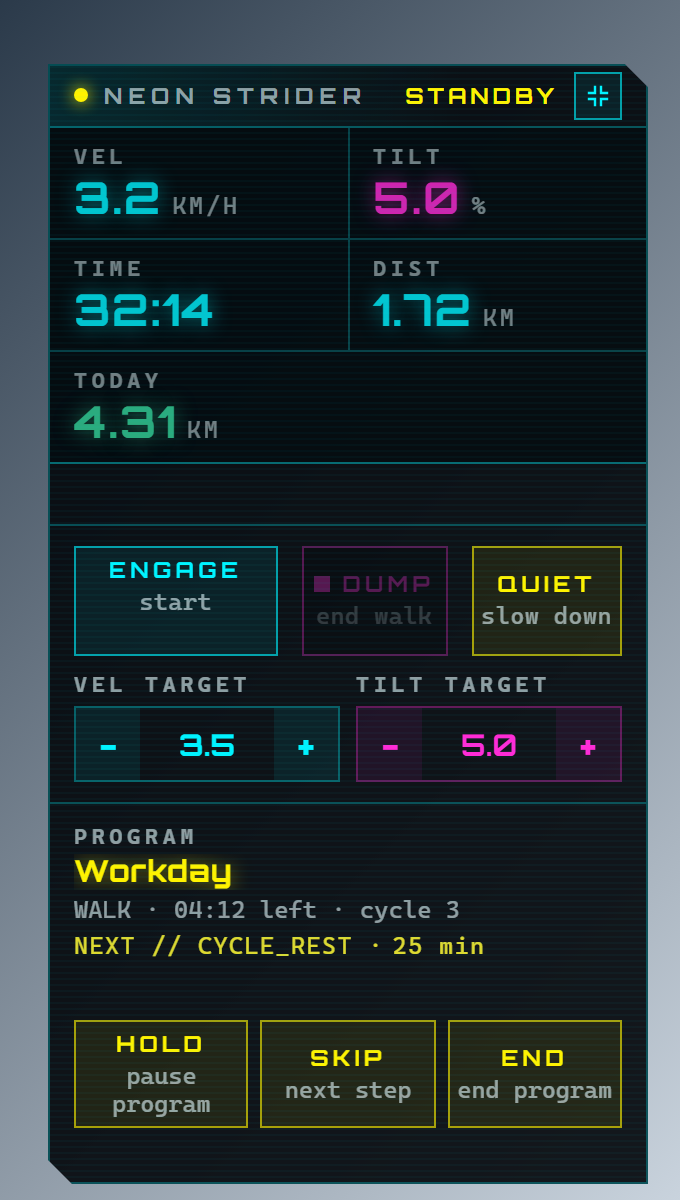 NEON STRIDER STANDBY
VEL
3.2 KM/H
TILT
5.0 %
TIME
32:14
DIST
1.72 KM
TODAY
4.31 KM
ENGAGE
start
DUMP
end walk
QUIET
slow down
VEL TARGET
- 3.5 +
TILT TARGET
- 5.0 +
PROGRAM
Workday
WALK · 04:12 left · cycle 3
NEXT // CYCLE_REST · 25 min
HOLD
pause
program
SKIP
next step
END
end program